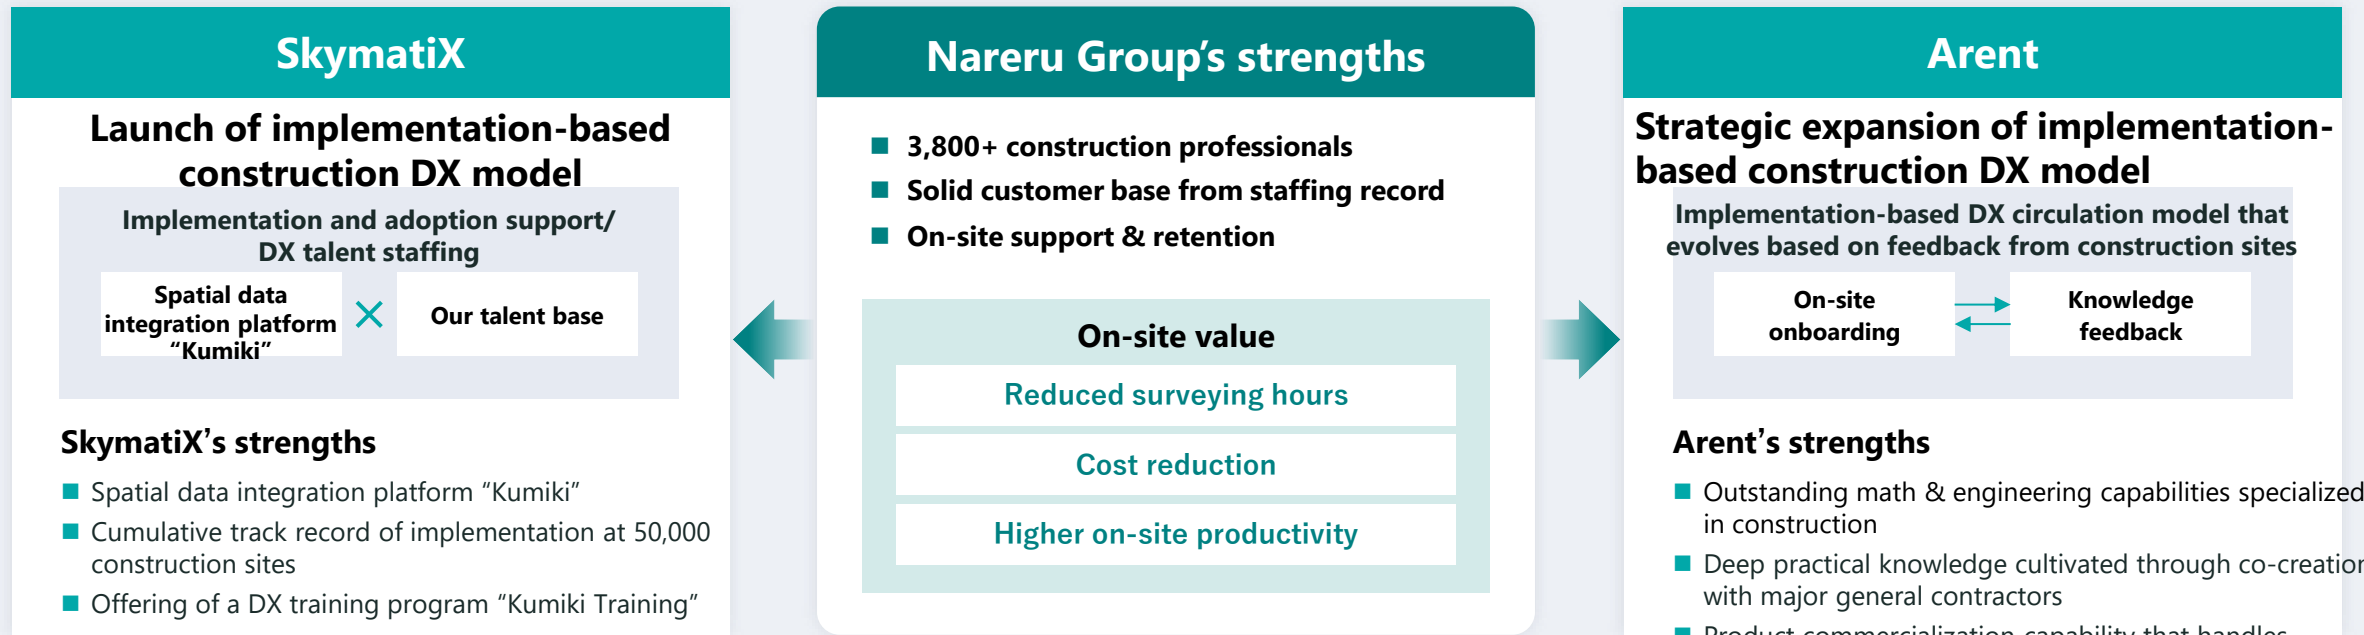 SkymatiX
Launch of implementation-based
construction DX model
Implementation and adoption support/
DX talent staffing
Spatial data
integration platform
“Kumiki”
×
Our talent base
SkymatiX’s strengths
Spatial data integration platform “Kumiki”
Cumulative track record of implementation at 50,000
construction sites
Offering of a DX training program “Kumiki Training”
Nareru Group’s strengths
3,800+ construction professionals
Solid customer base from staffing record
On-site support & retention
On-site value
Reduced surveying hours
Cost reduction
Higher on-site productivity
Arent
Strategic expansion of implementation-
based construction DX model
Implementation-based DX circulation model that
evolves based on feedback from construction sites
On-site
onboarding
Knowledge
feedback
Arent’s strengths
Outstanding math & engineering capabilities specialized
in construction
Deep practical knowledge cultivated through co-creation
with major general contractors
Product commercialization capability that handles